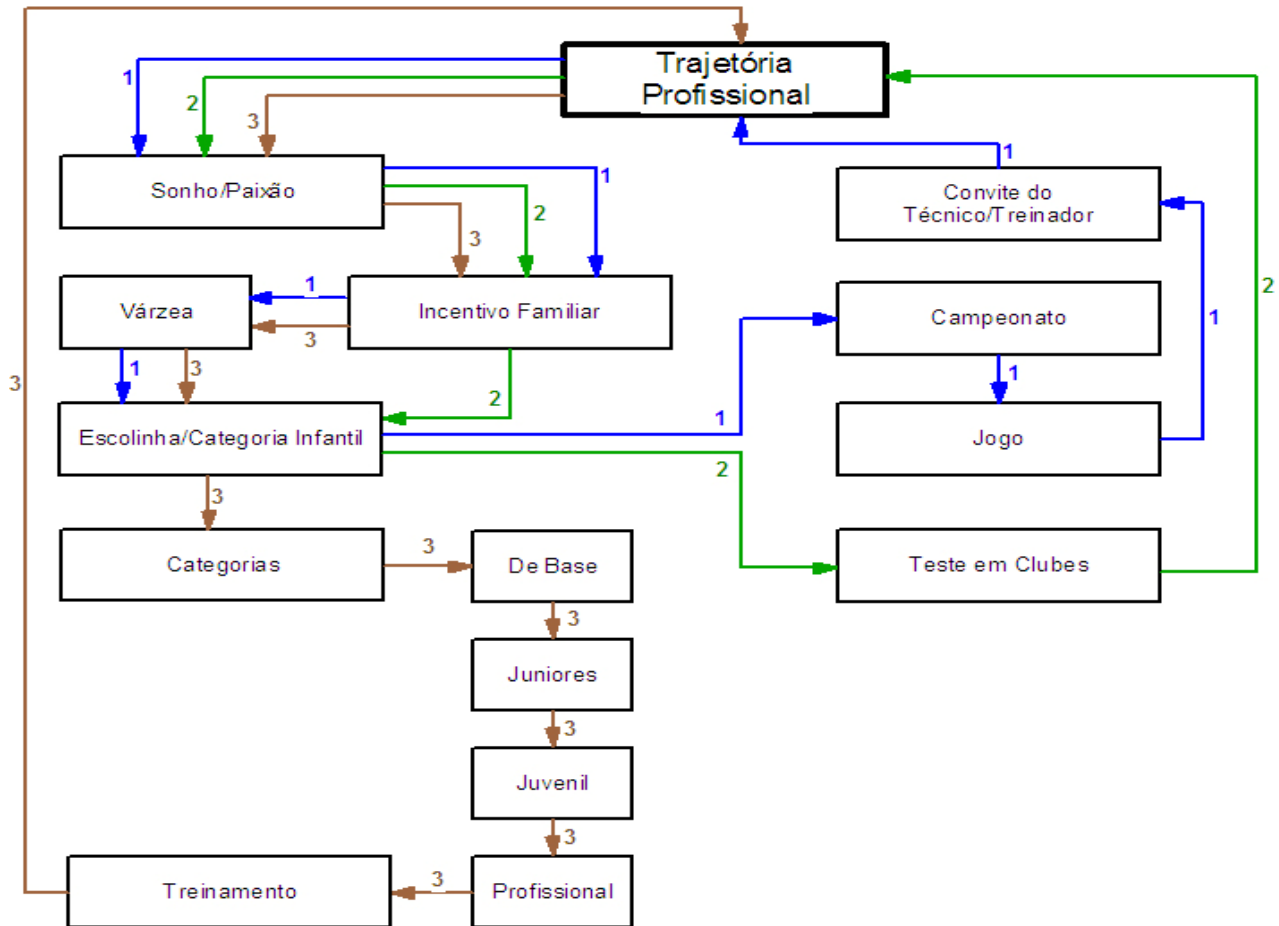 Trajetória
Profissional
1
2
3
Sonho/Paixão
1
2
3
Convite do
Técnico/Treinador
1
Várzea
1
3
Incentivo Familiar
Campeonato
1
2
3
1
3
2
1
1
Escolinha/Categoria Infantil
Jogo
2
3
Categorias
3
De Base
Teste em Clubes
3
Juniores
3
Juvenil
3
Treinamento
3
Profissional